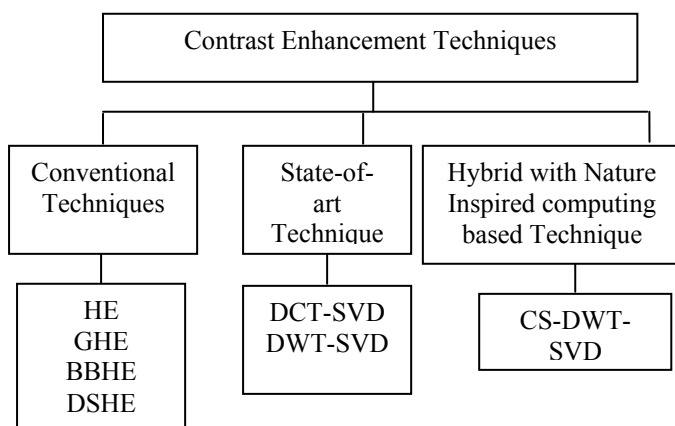 Contrast Enhancement Techniques
Conventional
Techniques
State-of-
art
Technique
Hybrid with Nature
Inspired computing
based Technique
HE
GHE
BBHE
DSHE
DCT-SVD
DWT-SVD
CS-DWT-
SVD